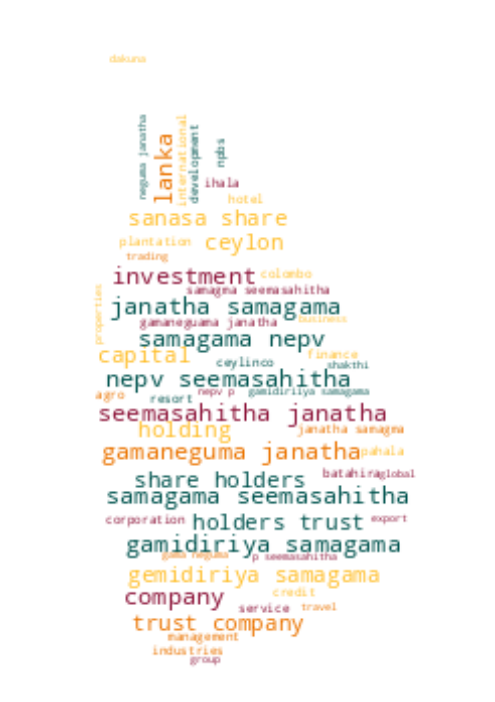 dakuna
neguma janatha
lanka
international
development
npbs
ihala
hotel
sanasa share
plantation
ceylon
trading
investment
colombo
samagma seemasahitha
properties
janatha samagama
gamaneguama janatha
business
samagama nepv
capital
ceylinco
finance
shakthi
nepv seemasahitha
agro
resort
nepv p
gamidiriiya samagama
seemasahitha janatha
holding
janatha samagma
gamaneguma janatha
pahala
share holders
batahira
global
samagama seemasahitha
corporation
holders trust
export
gamidiriya samagama
gama neguma
p seemasahitha
gemidiriya samagama
company
credit
service
travel
trust company
management
industries
group